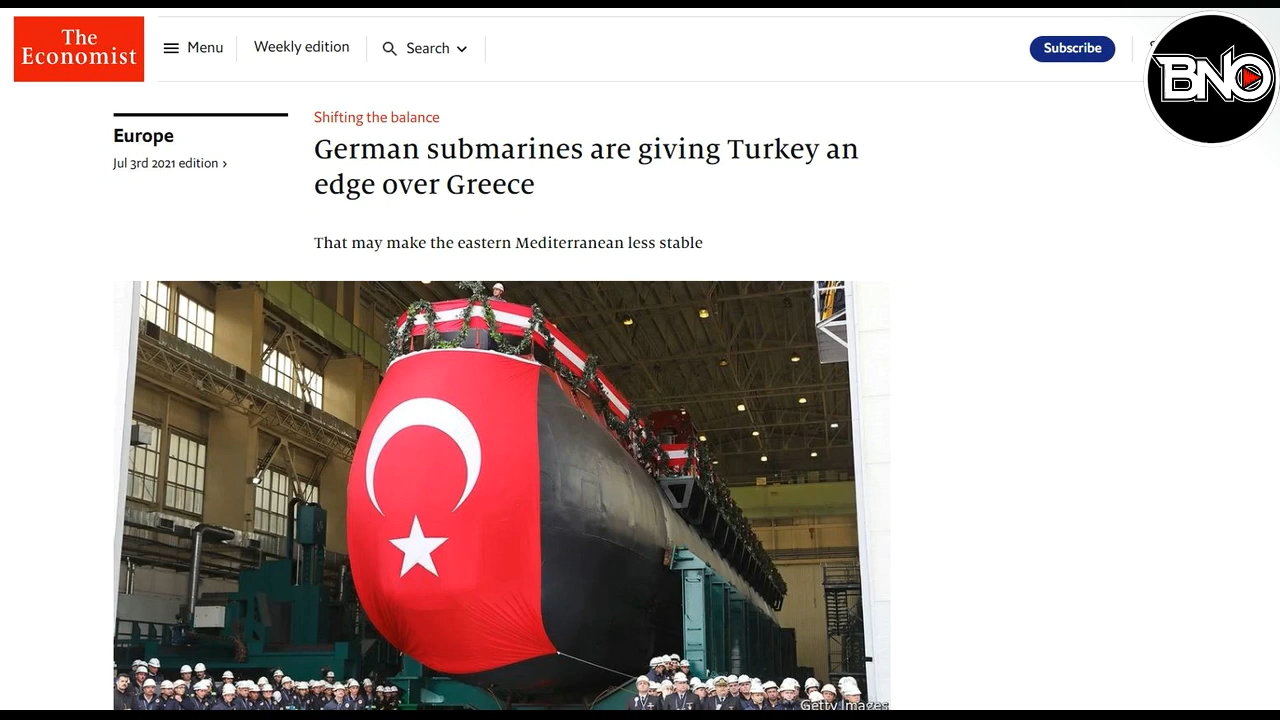 The
Economist
Menu
Weekly edition
Search
Subscribe
BNO
Europe
Jul 3rd 2021 edition ›
Shifting the balance
German submarines are giving Turkey an
edge over Greece
That may make the eastern Mediterranean less stable
Getty Images